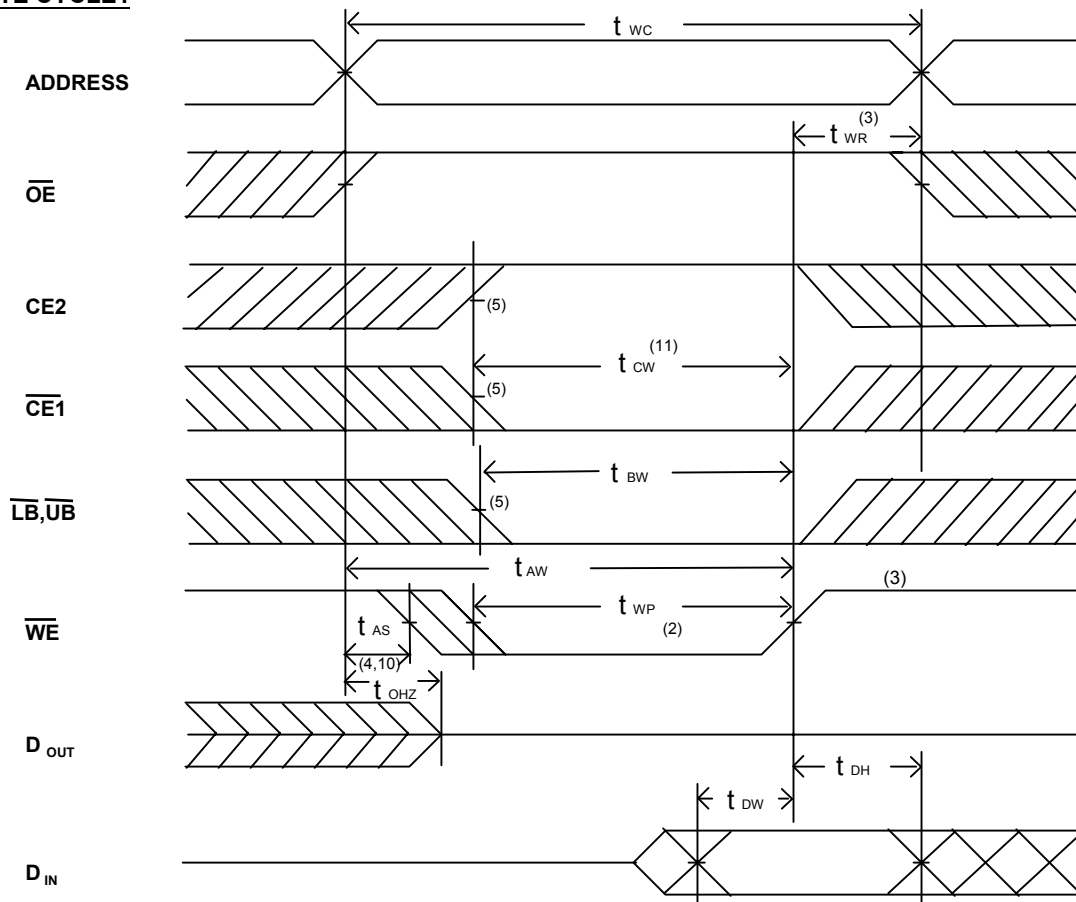 t WC
ADDRESS
t WR (3)
OE
CE2
(5)
t CW (11)
CE1
(5)
t BW
LB,UB
(5)
t AW
(3)
t WP
WE
t AS
(2)
(4,10)
t OHZ
D OUT
t DH
t DW
D IN